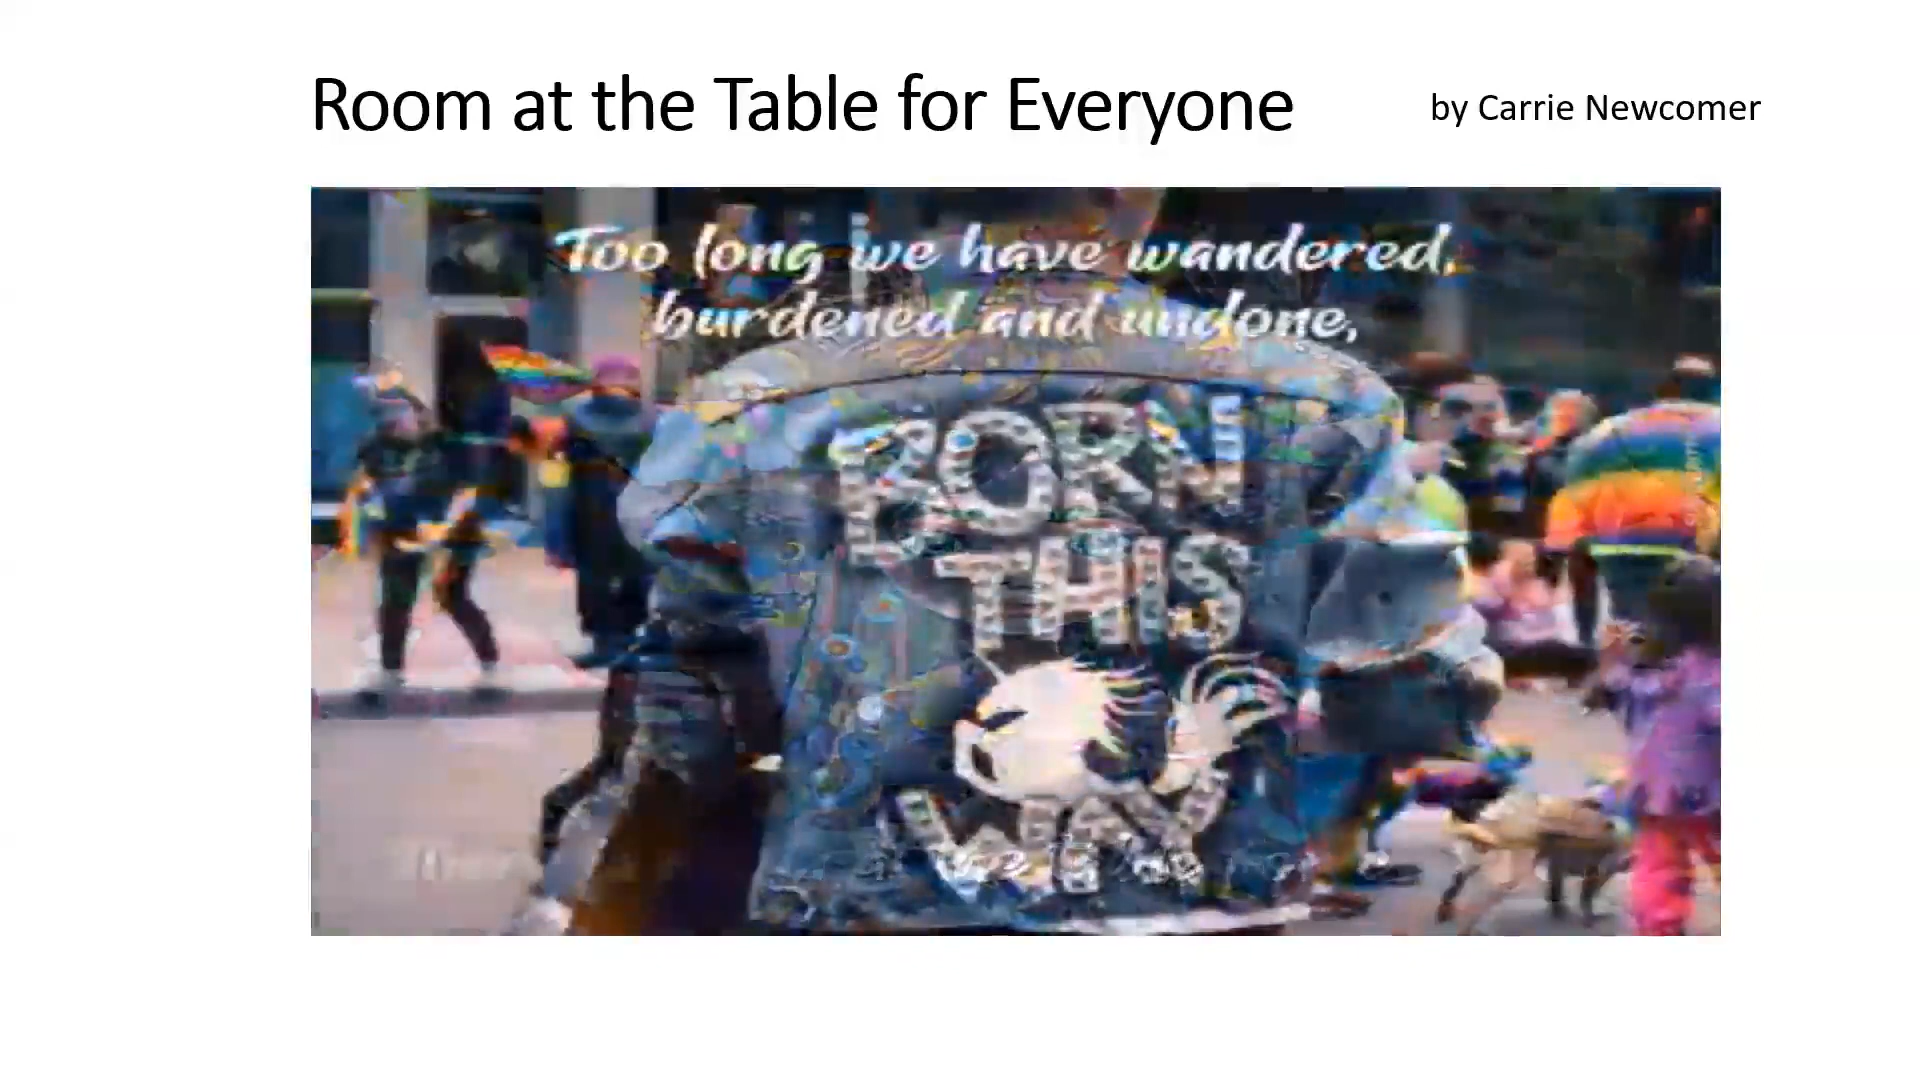 Room at the Table for Everyone
by Carrie Newcomer
Too long we have wandered,
burdened and undone,
BORN
THIS
WAY